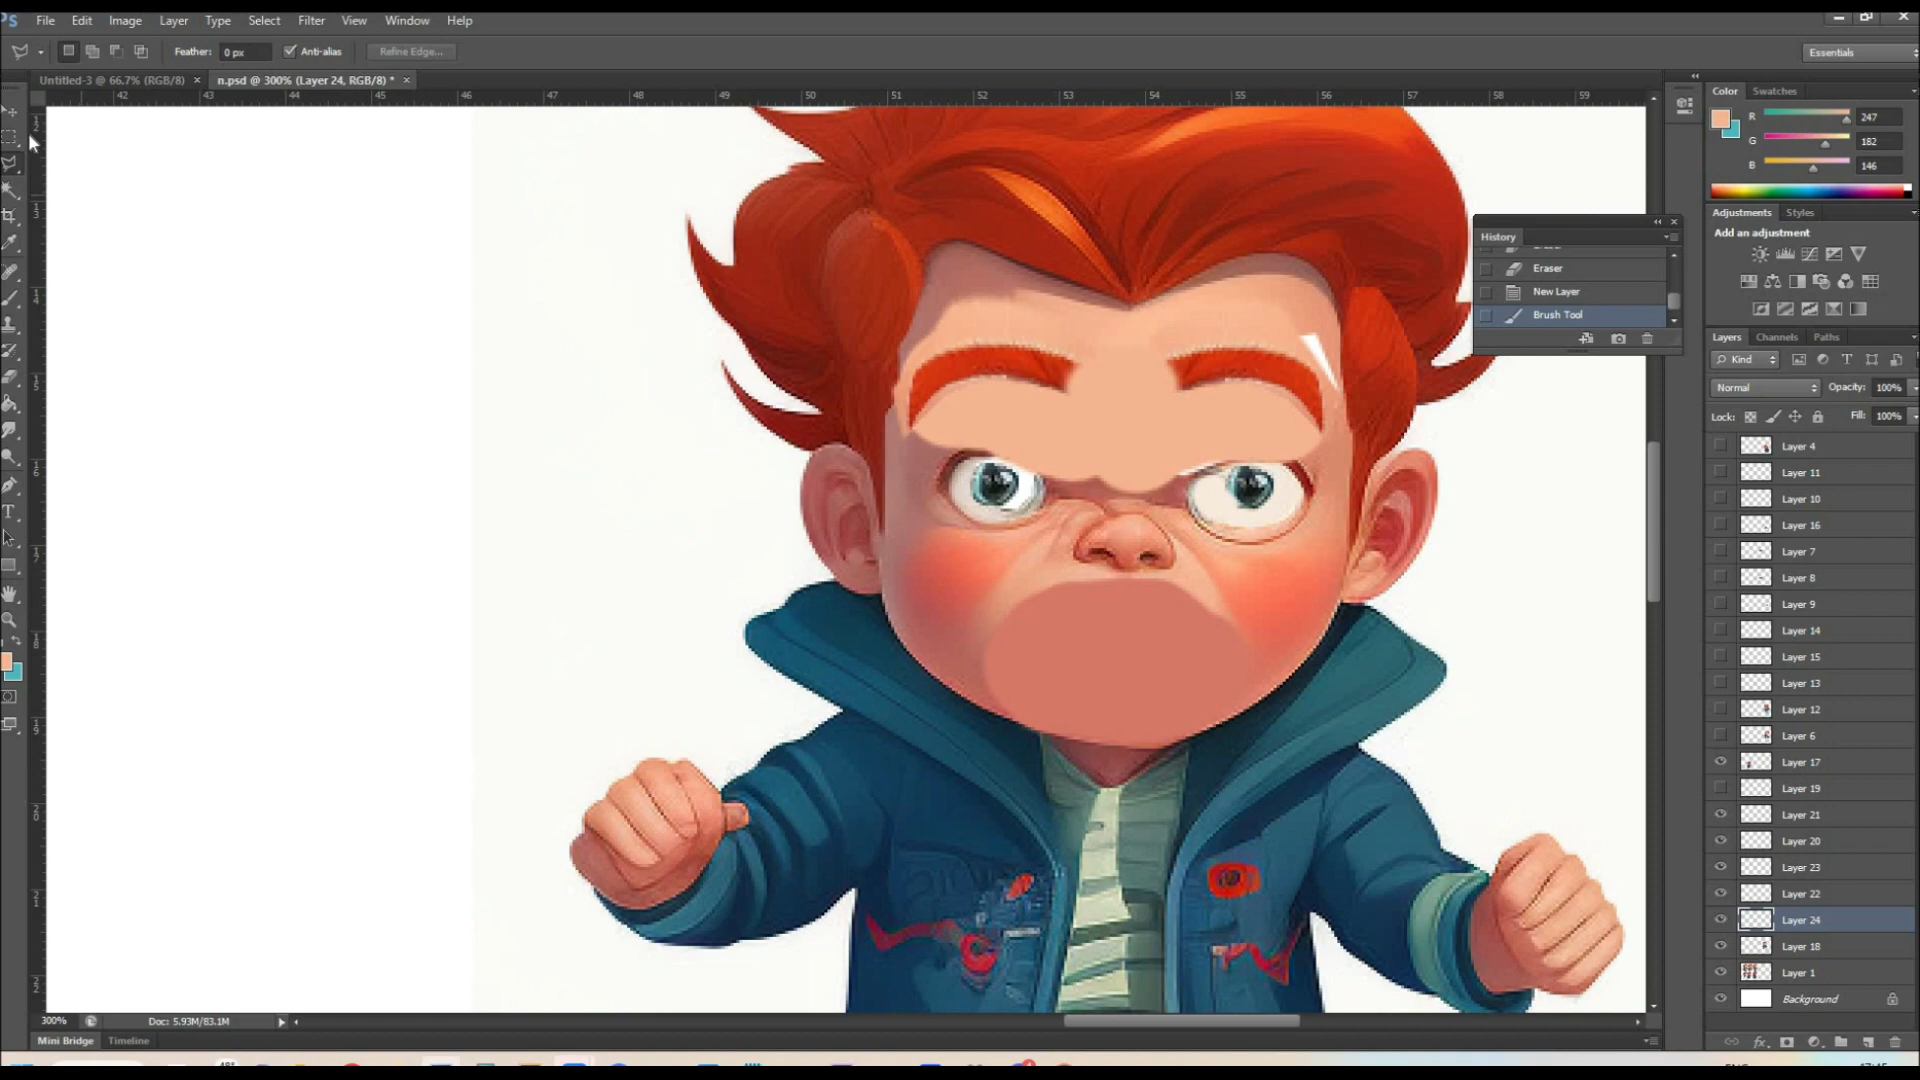 File Edit Image Layer Type Select Filter View Window Help
Feather: 0 px Anti-alias Refine Edge... Essentials
Untitled-3 @ 66.7% (RGB/8) × n.psd @ 300% (Layer 24, RGB/8) * ×
42 43 44 45 46 47 48 49 50 51 52 53 54 55 56 57 58 59
Color Swatches
R 247
G 182
B 146
Adjustments Styles
Add an adjustment
History
Eraser
New Layer
Brush Tool
Layers Channels Paths
Kind
Normal Opacity: 100%
Lock: Fill: 100%
Layer 4
Layer 11
Layer 10
Layer 16
Layer 7
Layer 8
Layer 9
Layer 14
Layer 15
Layer 13
Layer 12
Layer 6
Layer 17
Layer 19
Layer 21
Layer 20
Layer 23
Layer 22
Layer 24
Layer 18
Layer 1
Background
300% Doc: 5.93M/83.1M
Mini Bridge Timeline